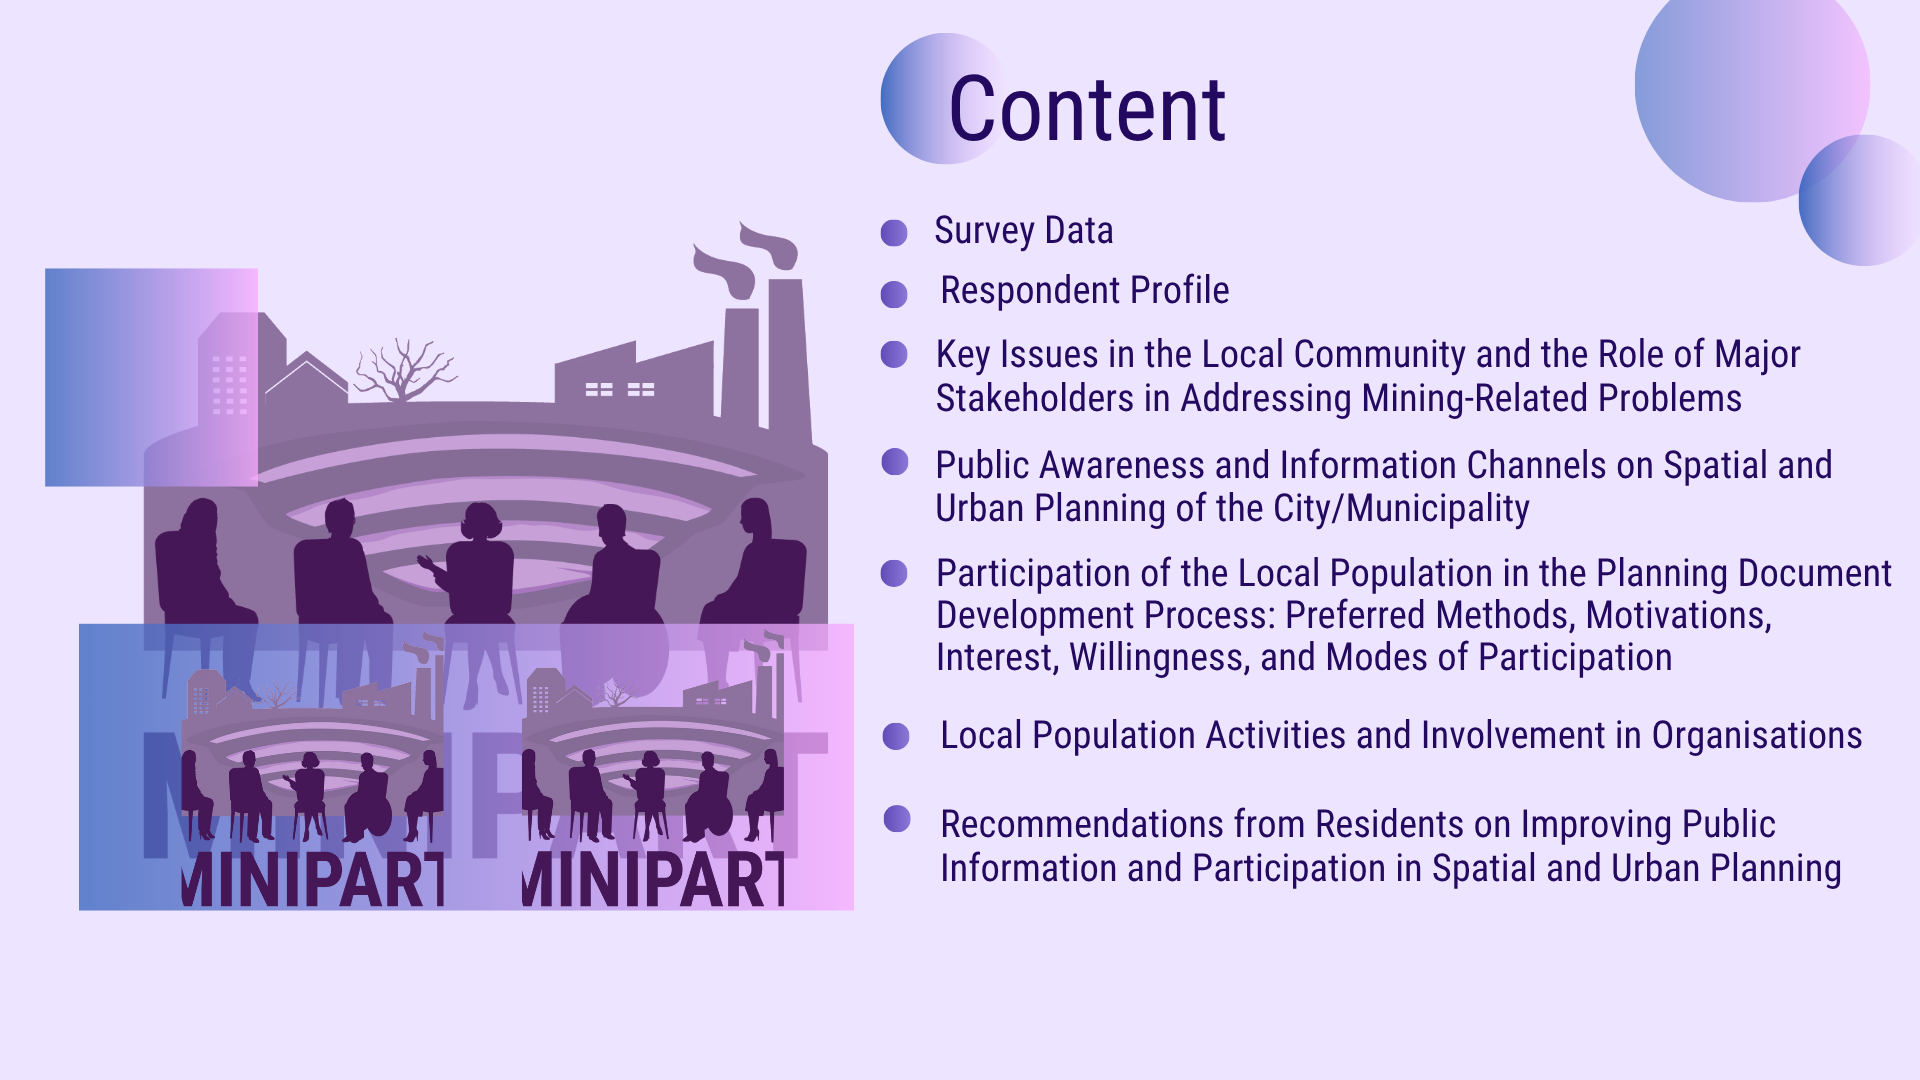 Content
Survey Data
Respondent Profile
Key Issues in the Local Community and the Role of Major
Stakeholders in Addressing Mining-Related Problems
Public Awareness and Information Channels on Spatial and
Urban Planning of the City/Municipality
Participation of the Local Population in the Planning Document
Development Process: Preferred Methods, Motivations,
Interest, Willingness, and Modes of Participation
Local Population Activities and Involvement in Organisations
Recommendations from Residents on Improving Public
Information and Participation in Spatial and Urban Planning
MINIPART
MINIPART
MINIPART